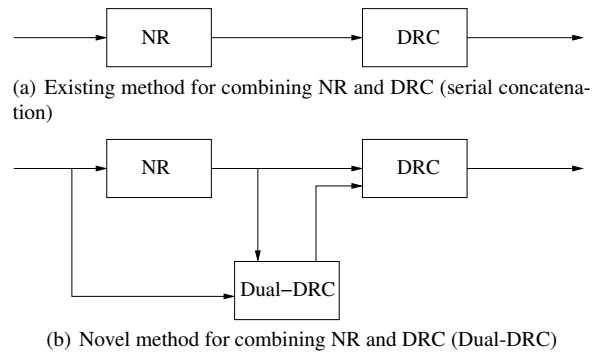 NR DRC
(a) Existing method for combining NR and DRC (serial concatena-
tion)
NR DRC
Dual−DRC
(b) Novel method for combining NR and DRC (Dual-DRC)